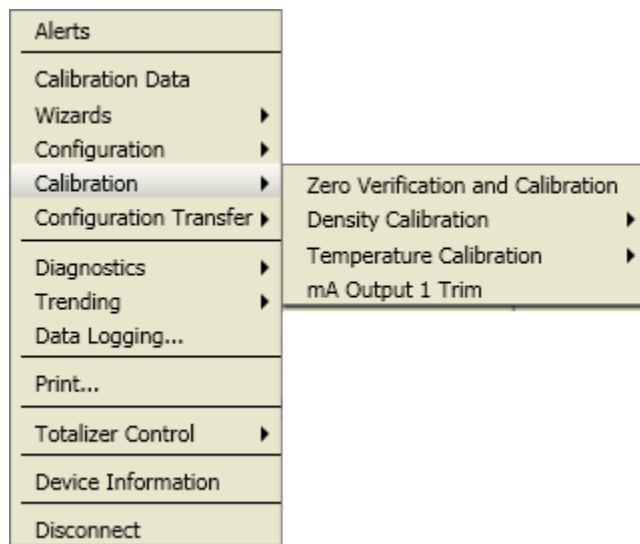 Alerts
Calibration Data
Wizards
Configuration
Calibration
Configuration Transfer
Diagnostics
Trending
Data Logging...
Print...
Totalizer Control
Device Information
Disconnect
Zero Verification and Calibration
Density Calibration
Temperature Calibration
mA Output 1 Trim